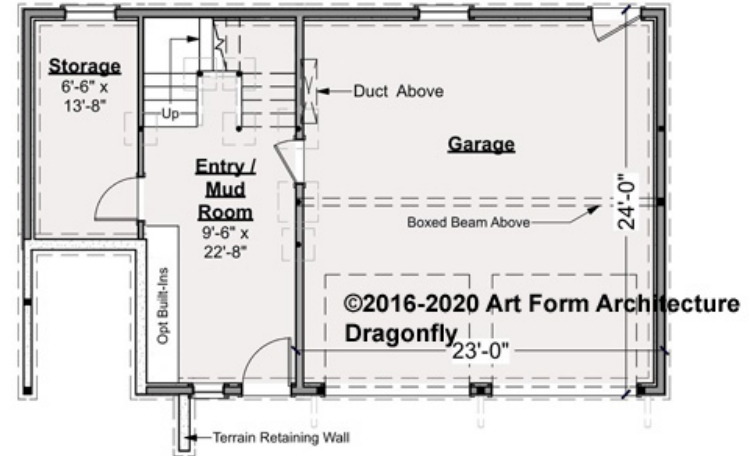 Storage
6'-6" x
13'-8"
Up
Duct Above
Garage
Entry /
Mud
Room
9'-6" x
22'-8"
24'-0"
Boxed Beam Above
Opt Built-Ins
©2016-2020 Art Form Architecture
Dragonfly
23'-0"
Terrain Retaining Wall